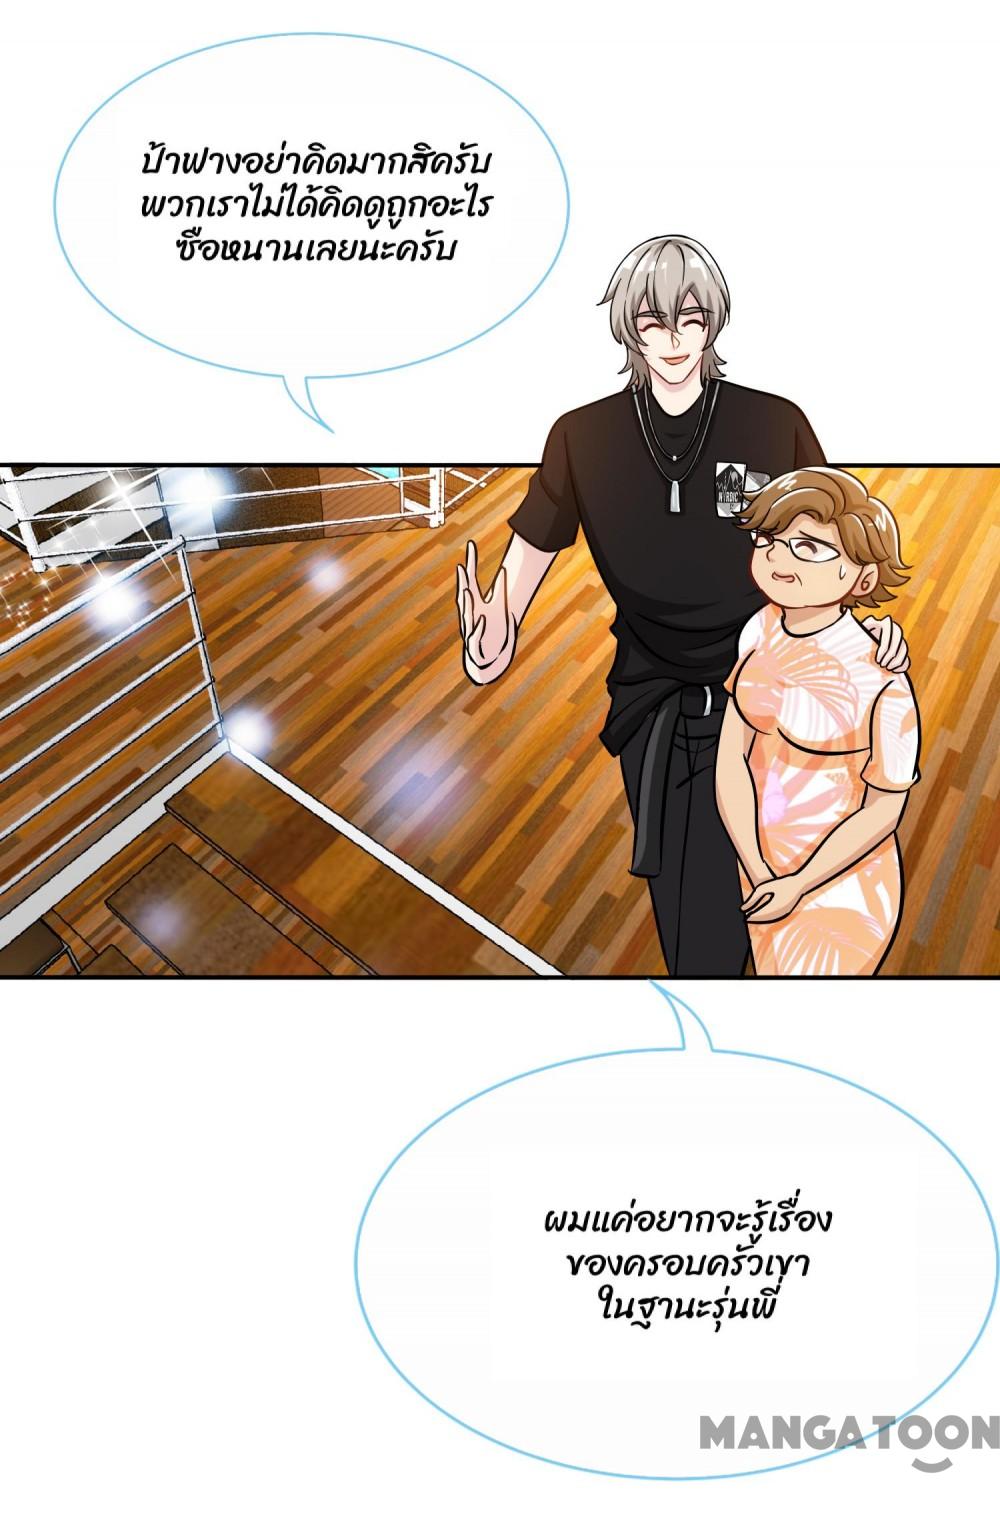 ป้าฟางอย่าคิดมากสิครับ
พวกเราไม่ได้คิดดูถูกอะไร
ซือหนานเลยนะครับ
NORDIC
ผมแค่อยากจะรู้เรื่อง
ของครอบครัวเขา
ในฐานะรุ่นพี่
MANGATOON